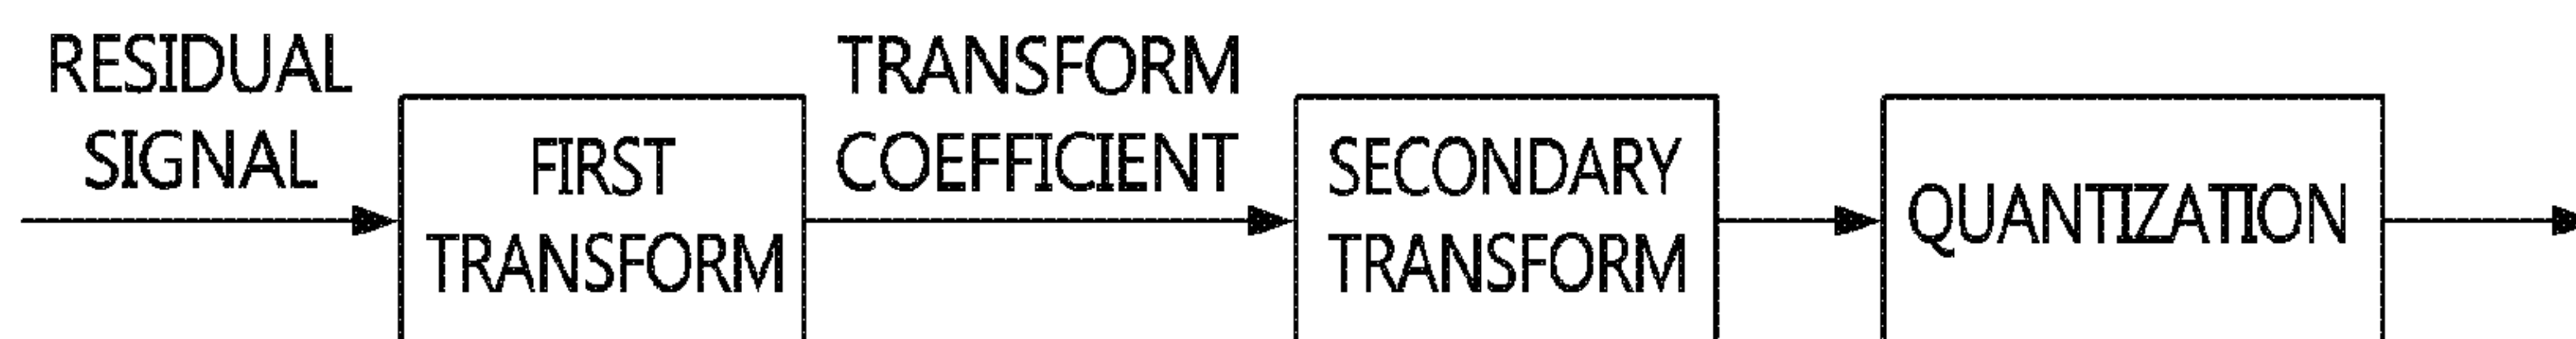 RESIDUAL
SIGNAL
FIRST
TRANSFORM
TRANSFORM
COEFFICIENT
SECONDARY
TRANSFORM
QUANTIZATION